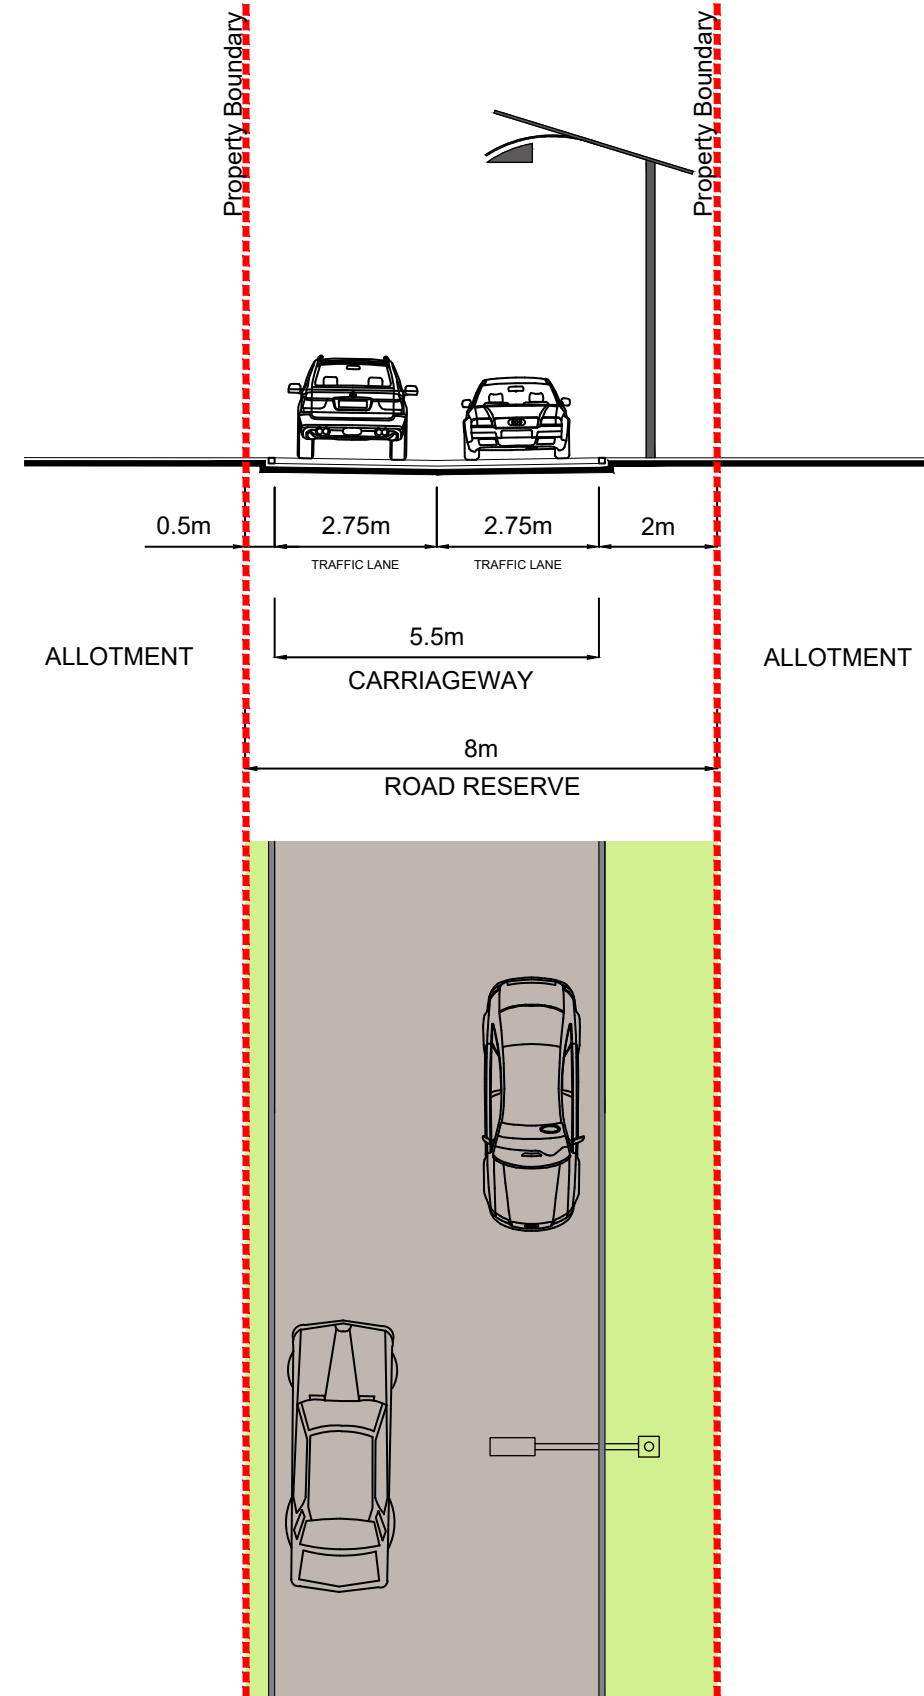 Property Boundary
Property Boundary
0.5m
2.75m
2.75m
2m
TRAFFIC LANE
TRAFFIC LANE
5.5m
ALLOTMENT
CARRIAGEWAY
ALLOTMENT
8m
ROAD RESERVE